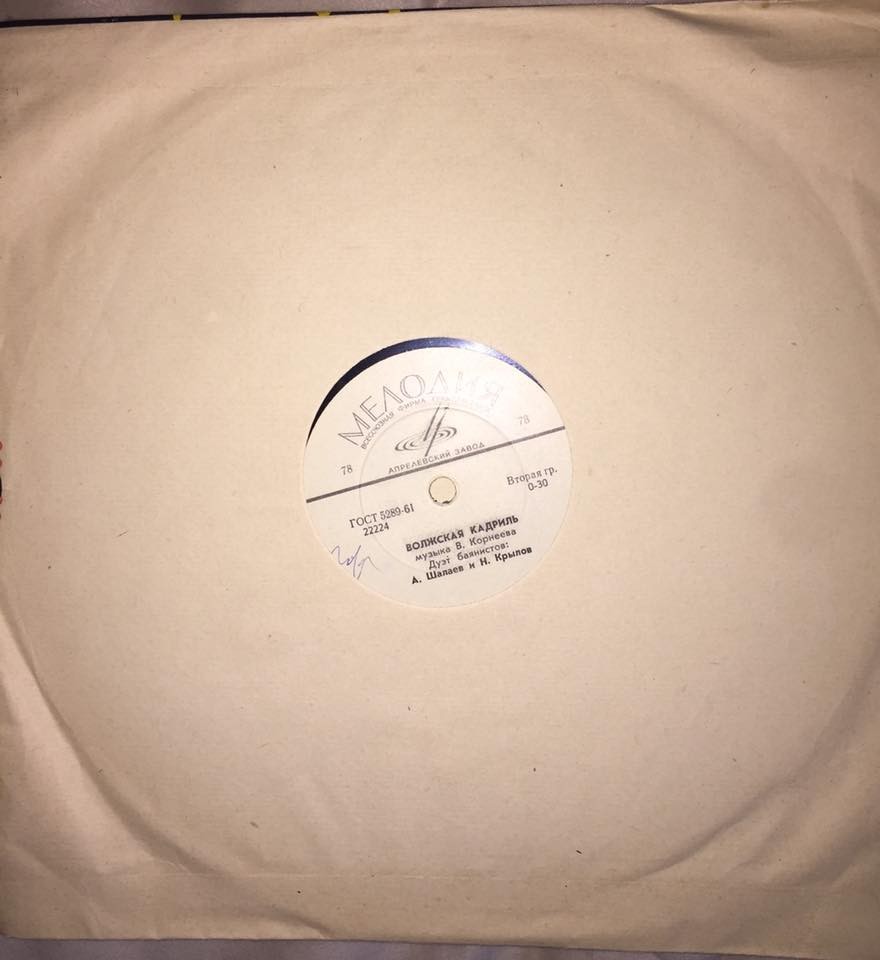 МЕЛОДИЯ
ВСЕСОЮЗНАЯ ФИРМА
78
78
АПРЕЛЕВСКИЙ ЗАВОД
ГОСТ 5289-61
Вторая гр.
22224
0-30
ВОЛЖСКАЯ КАДРИЛЬ
музыка В. Корнеева
Дуэт баянистов:
А. Шалаев и Н. Крылов